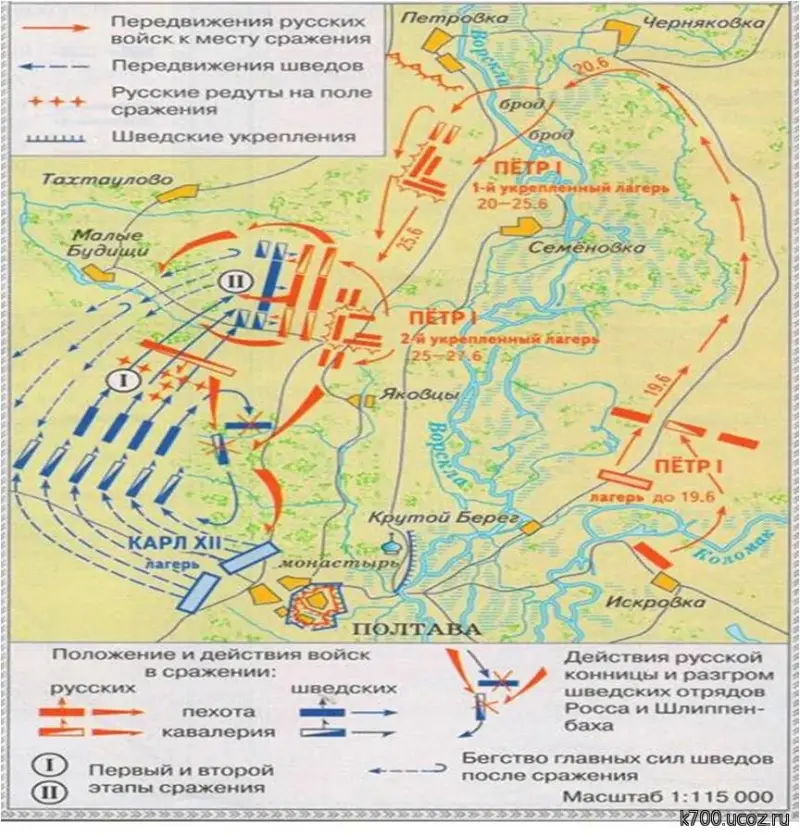 Передвижения русских
войск к месту сражения
Передвижения шведов
Русские редуты на поле
сражения
Шведские укрепления
Петровка
Черняковка
Ворскла
20.6
брод
брод
ПЁТР I
1-й укрепленный лагерь
20–25.6
Тахтаулово
25.6
Семёновка
Малые
Будищи
II
ПЁТР I
2-й укрепленный лагерь
25–27.6
I
Яковцы
19.6
Ворскла
ПЁТР I
лагерь до 19.6
Крутой Берег
КАРЛ XII
лагерь
Коломак
монастырь
Искровка
ПОЛТАВА
Положение и действия войск
в сражении:
русских
шведских
пехота
кавалерия
Действия русской
конницы и разгром
шведских отрядов
Росса и Шлиппен-
баха
I
II
Первый и второй
этапы сражения
Бегство главных сил шведов
после сражения
Масштаб 1:115 000
k700.ucoz.ru